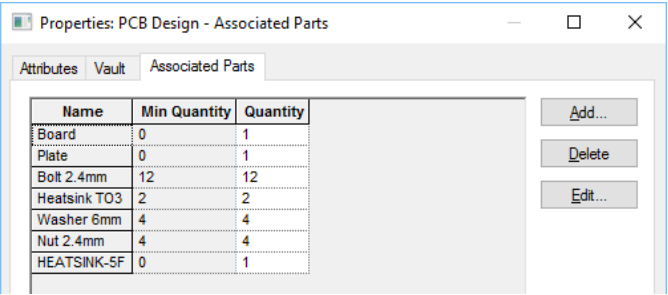 Properties: PCB Design - Associated Parts
Attributes Vault Associated Parts
Name Min Quantity Quantity
Board 0 1
Plate 0 1
Bolt 2.4mm 12 12
Heatsink TO3 2 2
Washer 6mm 4 4
Nut 2.4mm 4 4
HEATSINK-5F 0 1
Add...
Delete
Edit...